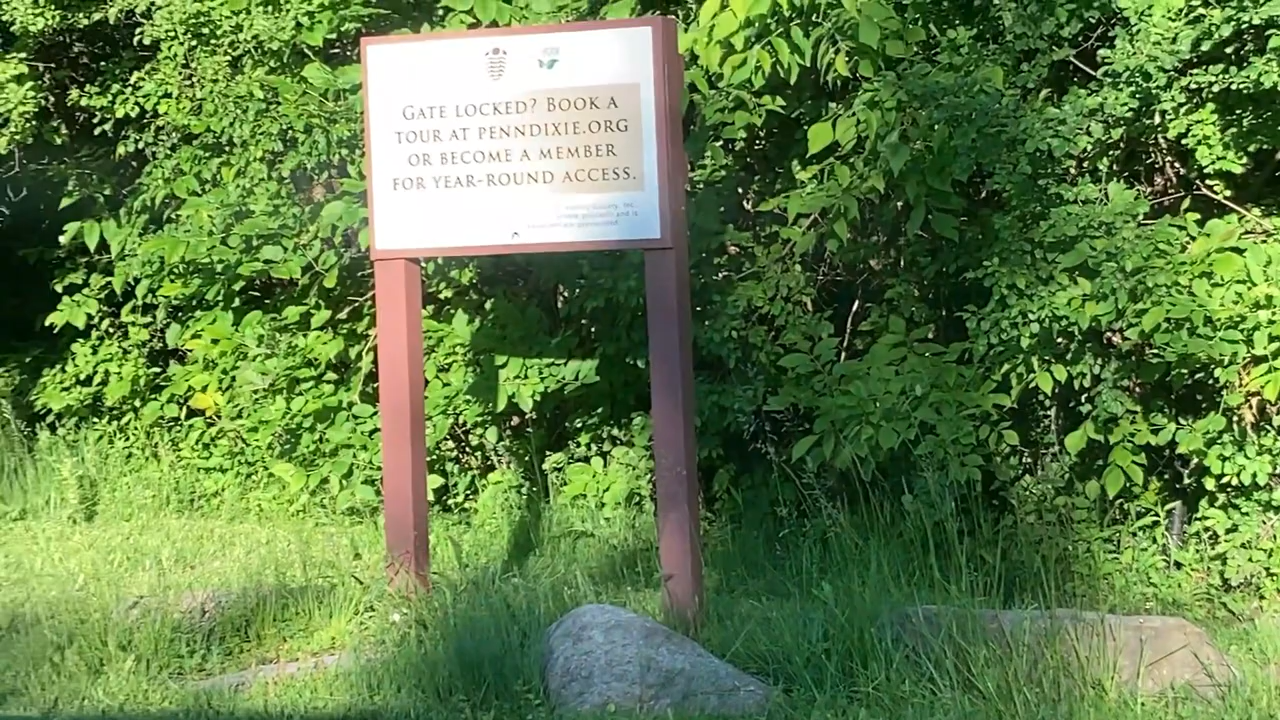 GATE LOCKED? BOOK A
TOUR AT PENNDIXIE.ORG
OR BECOME A MEMBER
FOR YEAR-ROUND ACCESS.